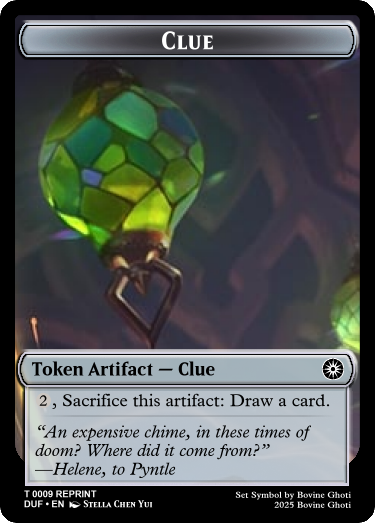 Clue
Token Artifact — Clue
2 , Sacrifice this artifact: Draw a card.
“An expensive chime, in these times of
doom? Where did it come from?”
—Helene, to Pyntle
T 0009 REPRINT
DUF • EN Stella Chen Yui
Set Symbol by Bovine Ghoti
2025 Bovine Ghoti